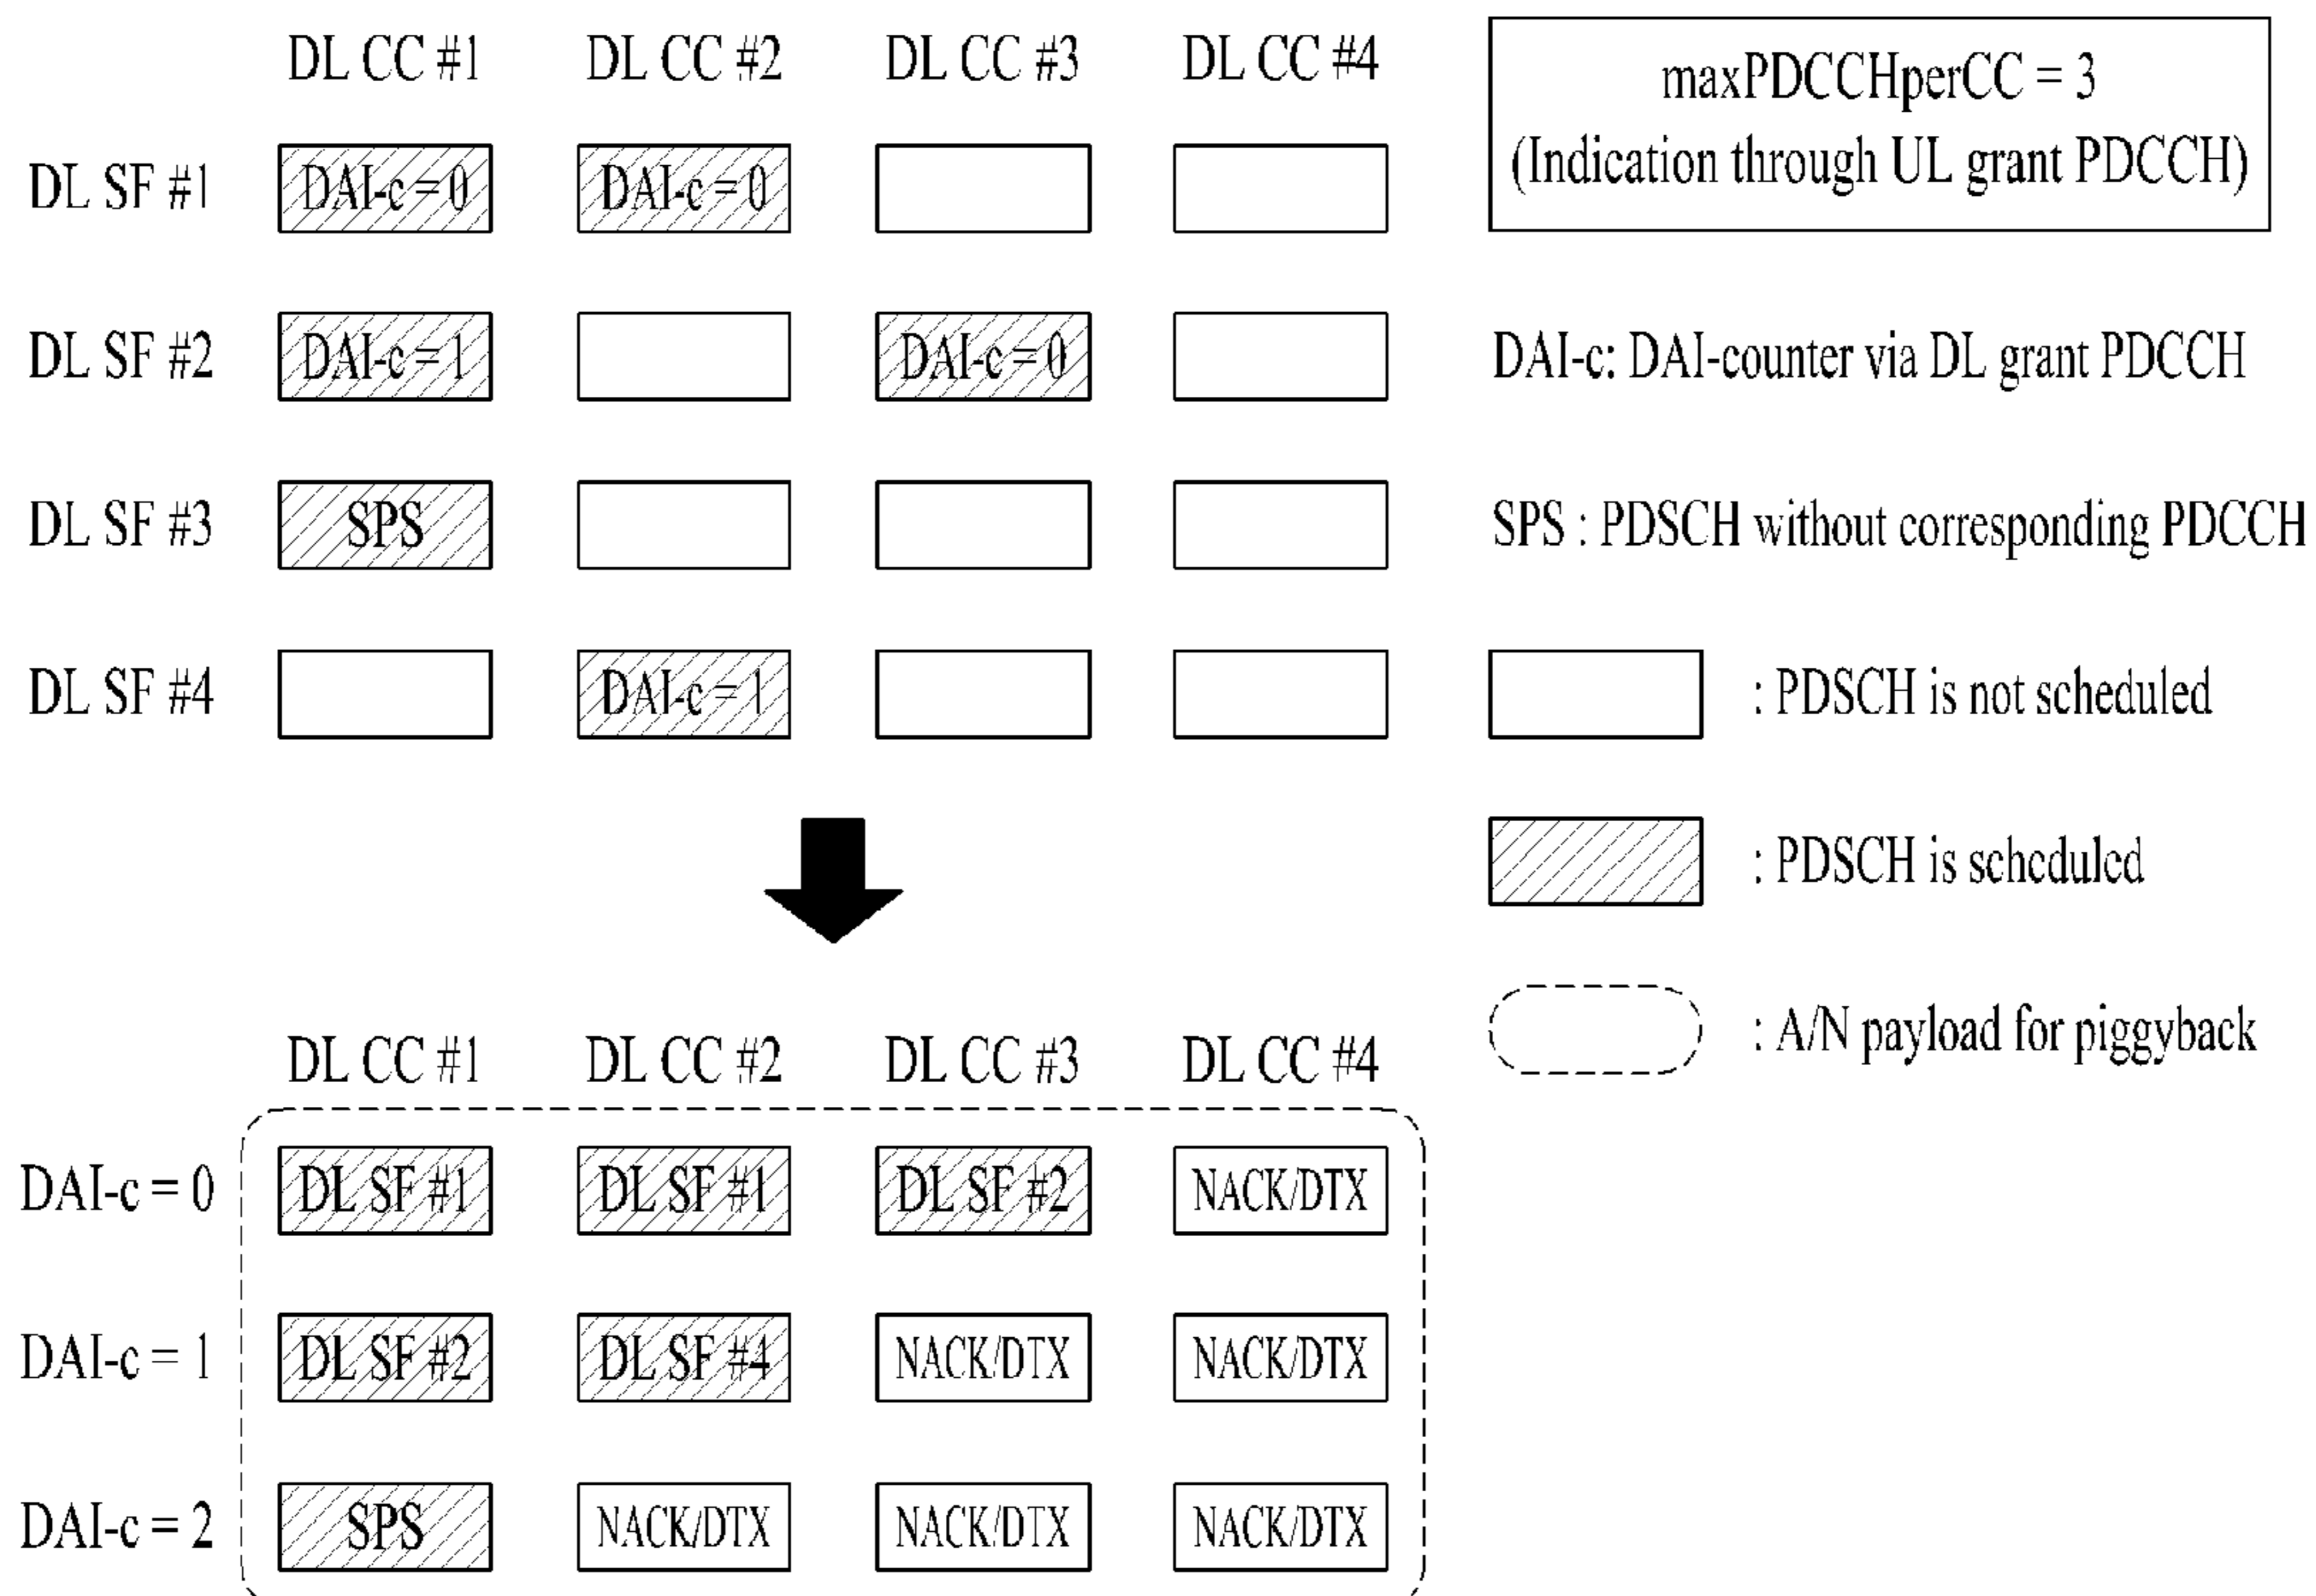 DL CC #1 DL CC #2 DL CC #3 DL CC #4
maxPDCCHperCC = 3
(Indication through UL grant PDCCH)
DL SF #1 DAI-c = 0 DAI-c = 0
DL SF #2 DAI-c = 1 DAI-c = 0 DAI-c: DAI-counter via DL grant PDCCH
DL SF #3 SPS SPS : PDSCH without corresponding PDCCH
DL SF #4 DAI-c = 1 : PDSCH is not scheduled
: PDSCH is scheduled
: A/N payload for piggyback
DL CC #1 DL CC #2 DL CC #3 DL CC #4
DAI-c = 0 DL SF #1 DL SF #1 DL SF #2 NACK/DTX
DAI-c = 1 DL SF #2 DL SF #4 NACK/DTX NACK/DTX
DAI-c = 2 SPS NACK/DTX NACK/DTX NACK/DTX